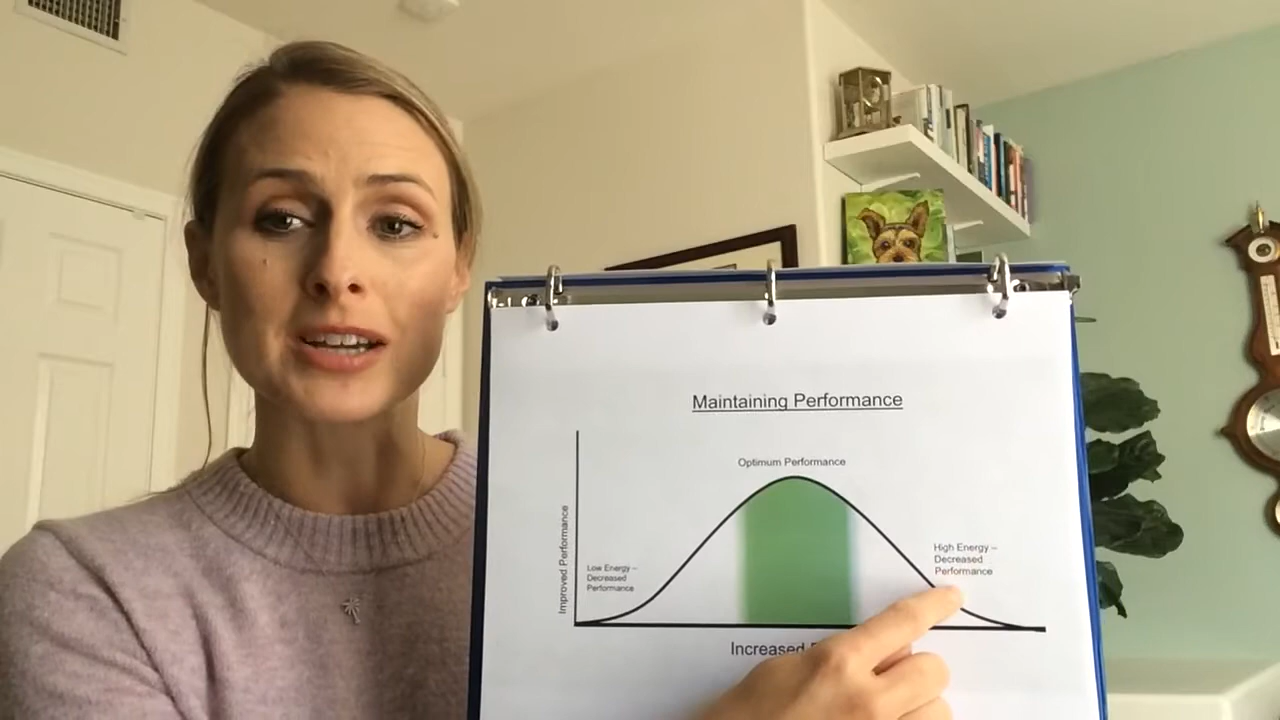 Maintaining Performance
Optimum Performance
Improved Performance
Low Energy –
Decreased
Performance
High Energy –
Decreased
Performance
Increased